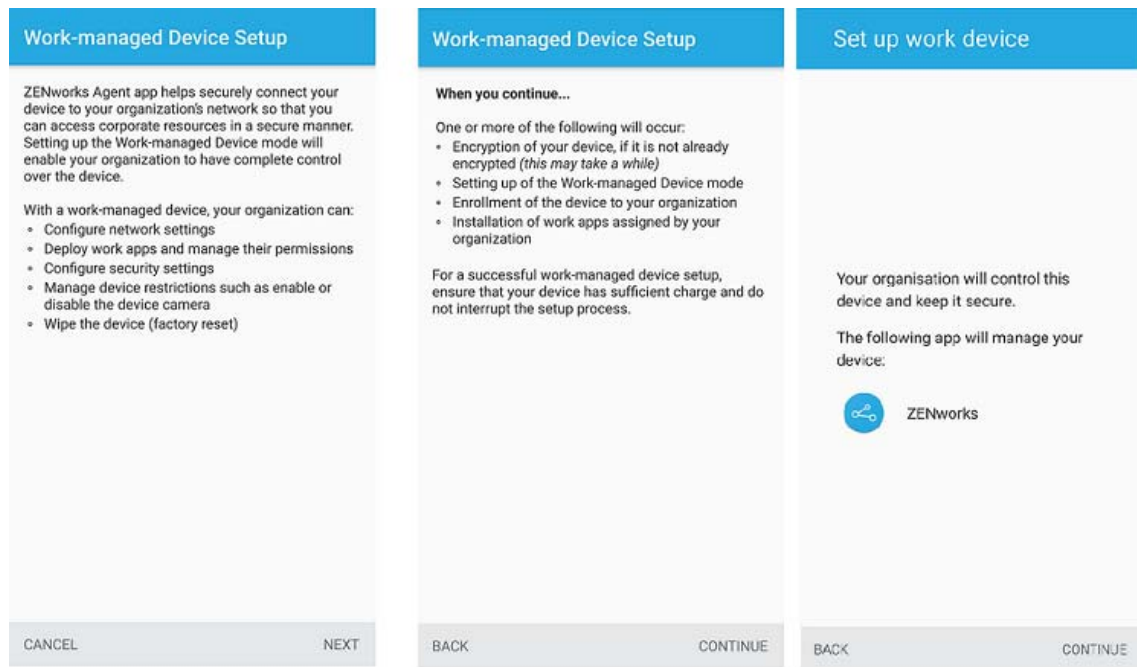 Work-managed Device Setup
ZENworks Agent app helps securely connect your
device to your organization's network so that you
can access corporate resources in a secure manner.
Setting up the Work-managed Device mode will
enable your organization to have complete control
over the device.
With a work-managed device, your organization can:
• Configure network settings
• Deploy work apps and manage their permissions
• Configure security settings
• Manage device restrictions such as enable or
disable the device camera
• Wipe the device (factory reset)
CANCEL NEXT
Work-managed Device Setup
When you continue...
One or more of the following will occur:
• Encryption of your device, if it is not already
encrypted (this may take a while)
• Setting up of the Work-managed Device mode
• Enrollment of the device to your organization
• Installation of work apps assigned by your
organization
For a successful work-managed device setup,
ensure that your device has sufficient charge and do
not interrupt the setup process.
BACK CONTINUE
Set up work device
Your organisation will control this
device and keep it secure.
The following app will manage your
device:
ZENworks
BACK CONTINUE